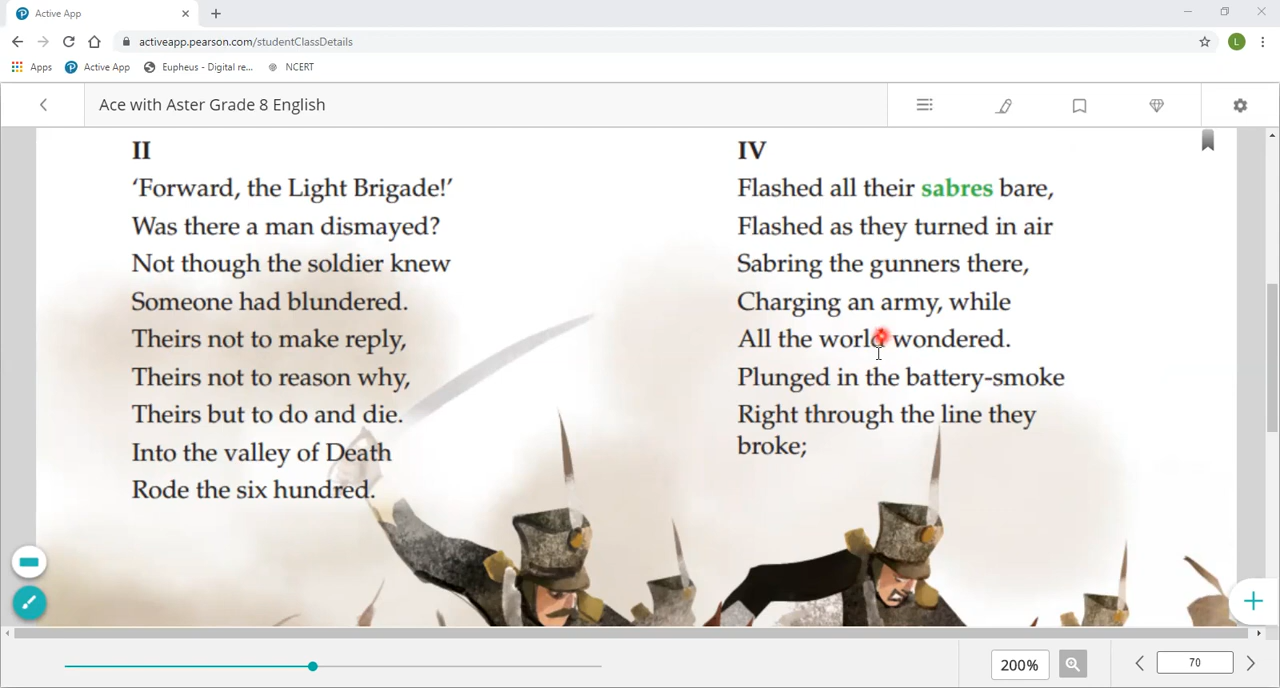 Active App
activeapp.pearson.com/studentClassDetails
Apps
Active App
Eupheus - Digital re...
NCERT
L
Ace with Aster Grade 8 English
II
‘Forward, the Light Brigade!’
Was there a man dismayed?
Not though the soldier knew
Someone had blundered.
Theirs not to make reply,
Theirs not to reason why,
Theirs but to do and die.
Into the valley of Death
Rode the six hundred.
IV
Flashed all their sabres bare,
Flashed as they turned in air
Sabring the gunners there,
Charging an army, while
All the world wondered.
Plunged in the battery-smoke
Right through the line they
broke;
200%
70